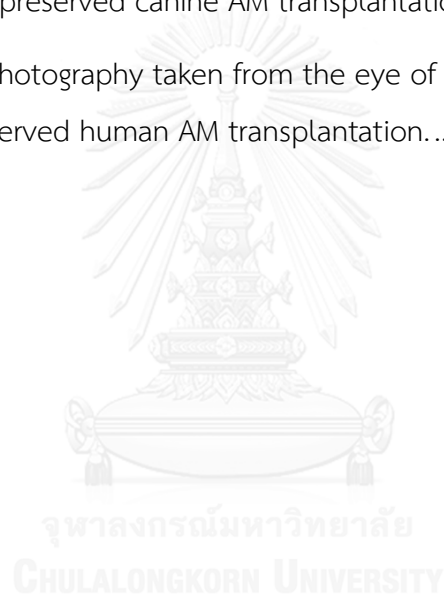 preserved canine AM transplantatio
hotography taken from the eye of
erved human AM transplantation...
จุฬาลงกรณ์มหาวิทยาลัย
CHULALONGKORN UNIVERSITY